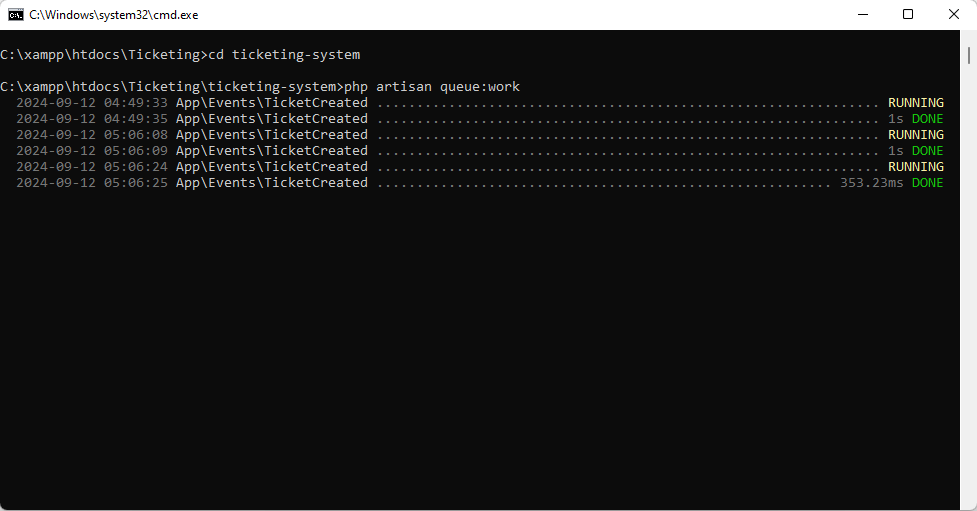 C:\Windows\system32\cmd.exe
C:\xampp\htdocs\Ticketing>cd ticketing-system
C:\xampp\htdocs\Ticketing\ticketing-system>php artisan queue:work
2024-09-12 04:49:33 App\Events\TicketCreated ............................................................... RUNNING
2024-09-12 04:49:35 App\Events\TicketCreated ............................................................... 1s DONE
2024-09-12 05:06:08 App\Events\TicketCreated ............................................................... RUNNING
2024-09-12 05:06:09 App\Events\TicketCreated ............................................................... 1s DONE
2024-09-12 05:06:24 App\Events\TicketCreated ............................................................... RUNNING
2024-09-12 05:06:25 App\Events\TicketCreated ......................................................... 353.23ms DONE